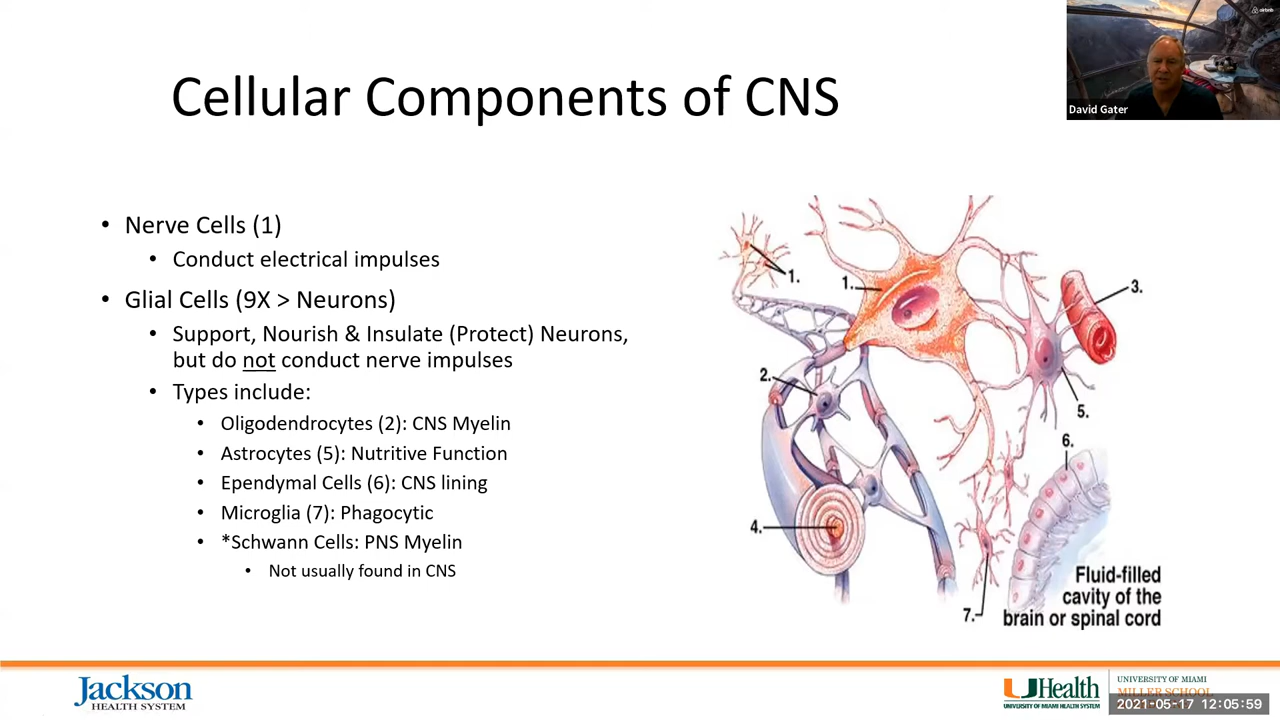 airbnb
David Gater
Cellular Components of CNS
• Nerve Cells (1)
• Conduct electrical impulses
• Glial Cells (9X > Neurons)
• Support, Nourish & Insulate (Protect) Neurons,
but do not conduct nerve impulses
• Types include:
• Oligodendrocytes (2): CNS Myelin
• Astrocytes (5): Nutritive Function
• Ependymal Cells (6): CNS lining
• Microglia (7): Phagocytic
• *Schwann Cells: PNS Myelin
• Not usually found in CNS
1.
1.
3.
2.
5.
6.
4.
7.
Fluid-filled
cavity of the
brain or spinal cord
Jackson
HEALTH SYSTEM
UHealth
UNIVERSITY OF MIAMI HEALTH SYSTEM
UNIVERSITY OF MIAMI
MILLER SCHOOL
2021-05-17 12:05:59